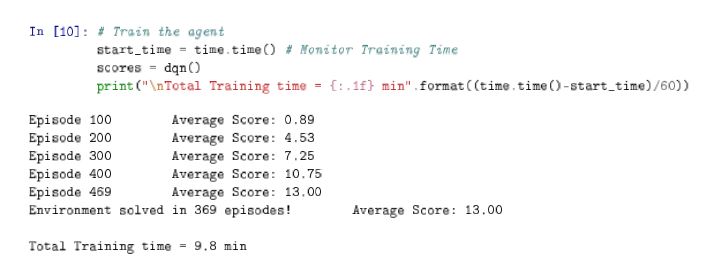 In [10]: # Train the agent
start_time = time.time() # Monitor Training Time
scores = dqn()
print("\nTotal Training time = {:.1f} min".format((time.time()-start_time)/60))
Episode 100 Average Score: 0.89
Episode 200 Average Score: 4.53
Episode 300 Average Score: 7.25
Episode 400 Average Score: 10.75
Episode 469 Average Score: 13.00
Environment solved in 369 episodes! Average Score: 13.00
Total Training time = 9.8 min